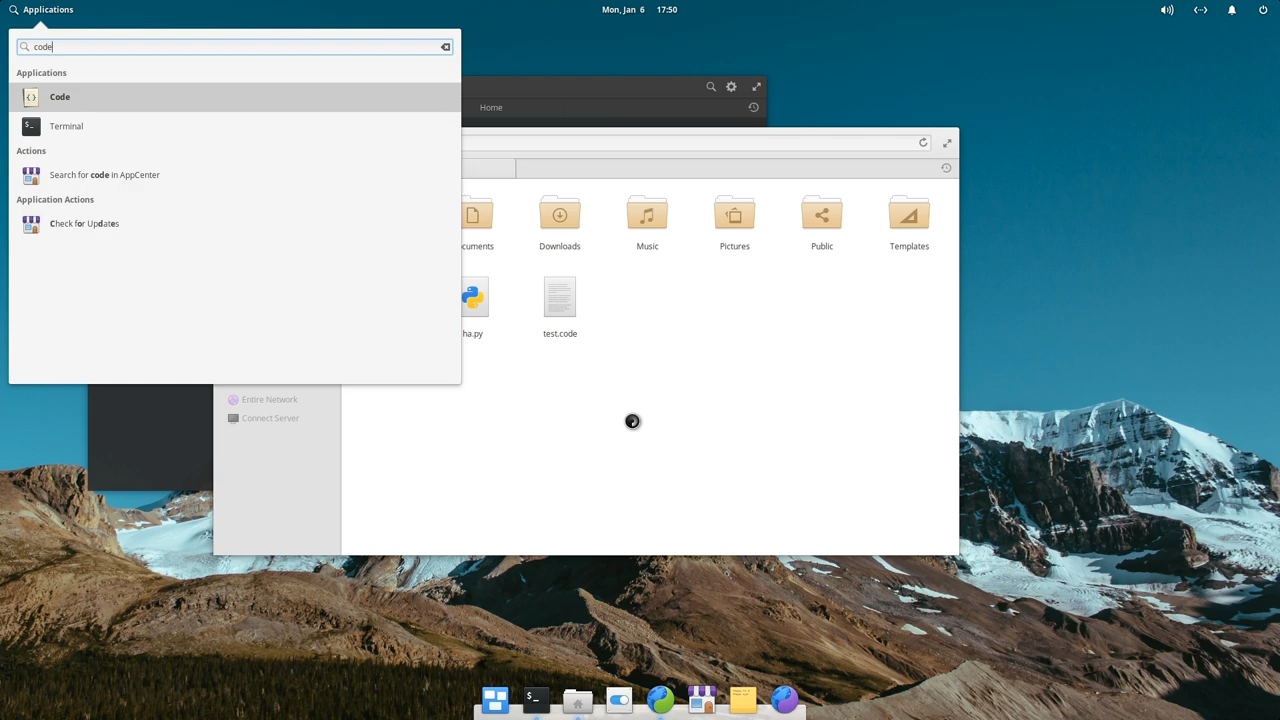 Applications
Mon, Jan 6 17:50
code
Applications
Code
Terminal
Actions
Search for code in AppCenter
Application Actions
Check for Updates
Home
Downloads
Music
Pictures
Public
Templates
ha.py
test.code
Entire Network
Connect Server